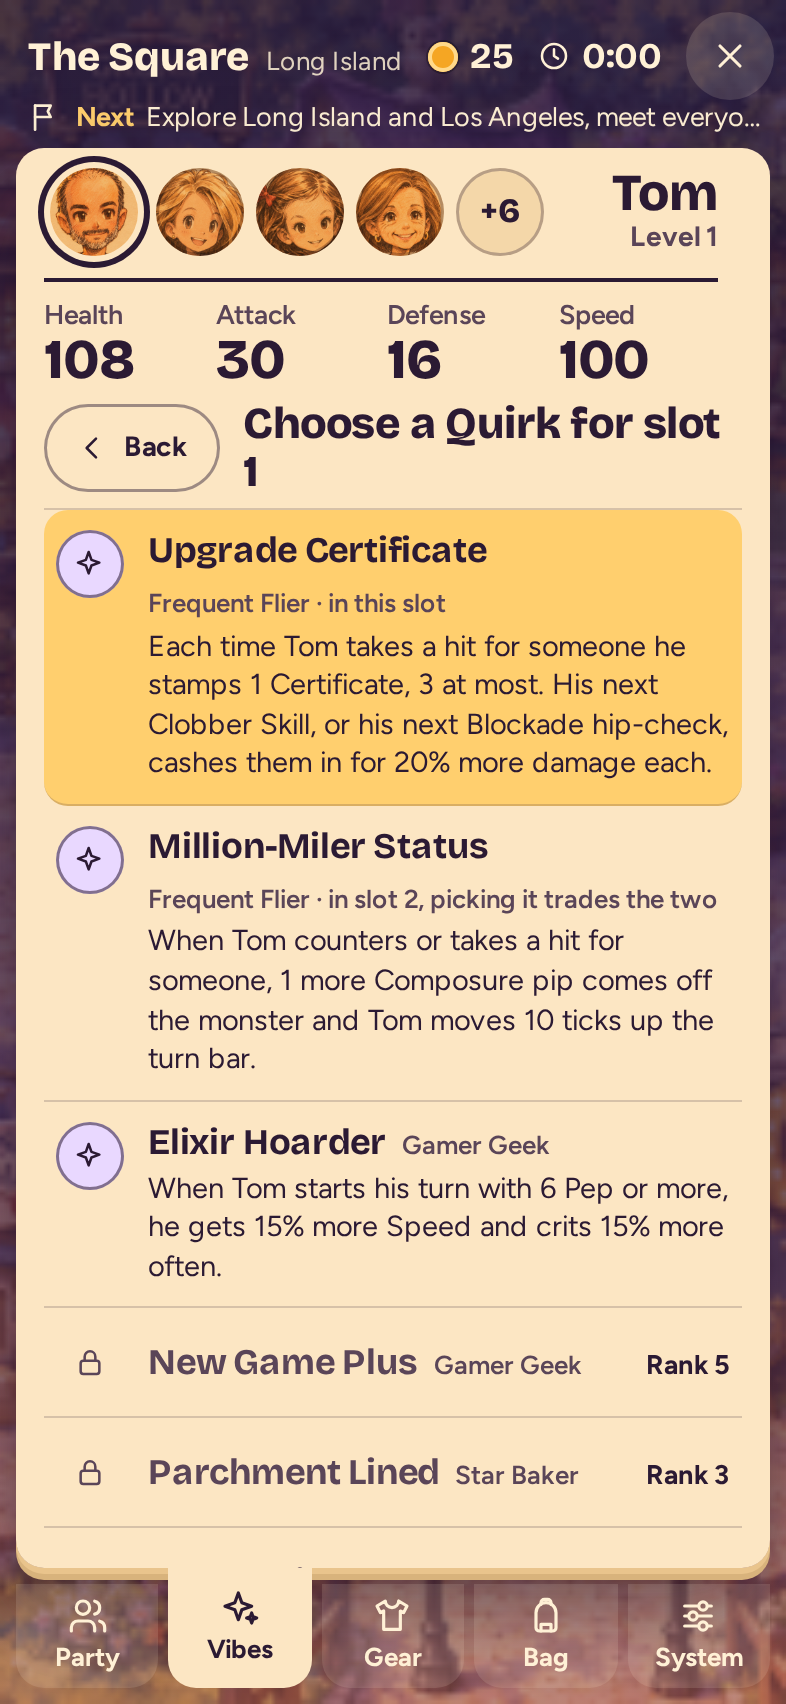 The Square Long Island 25 0:00
Next Explore Long Island and Los Angeles, meet everyo...
+6
Tom
Level 1
Health Attack Defense Speed
108 30 16 100
Back
Choose a Quirk for slot
1
Upgrade Certificate
Frequent Flier · in this slot
Each time Tom takes a hit for someone he
stamps 1 Certificate, 3 at most. His next
Clobber Skill, or his next Blockade hip-check,
cashes them in for 20% more damage each.
Million-Miler Status
Frequent Flier · in slot 2, picking it trades the two
When Tom counters or takes a hit for
someone, 1 more Composure pip comes off
the monster and Tom moves 10 ticks up the
turn bar.
Elixir Hoarder Gamer Geek
When Tom starts his turn with 6 Pep or more,
he gets 15% more Speed and crits 15% more
often.
New Game Plus Gamer Geek Rank 5
Parchment Lined Star Baker Rank 3
Party Vibes Gear Bag System